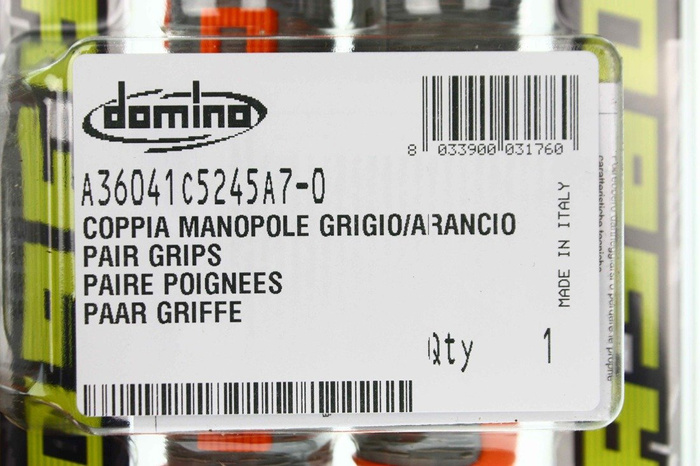 domino
8 033900 031760
A36041C5245A7-0
COPPIA MANOPOLE GRIGIO/ARANCIO
PAIR GRIPS
PAIRE POIGNEES
PAAR GRIFFE
MADE IN ITALY
Qty 1